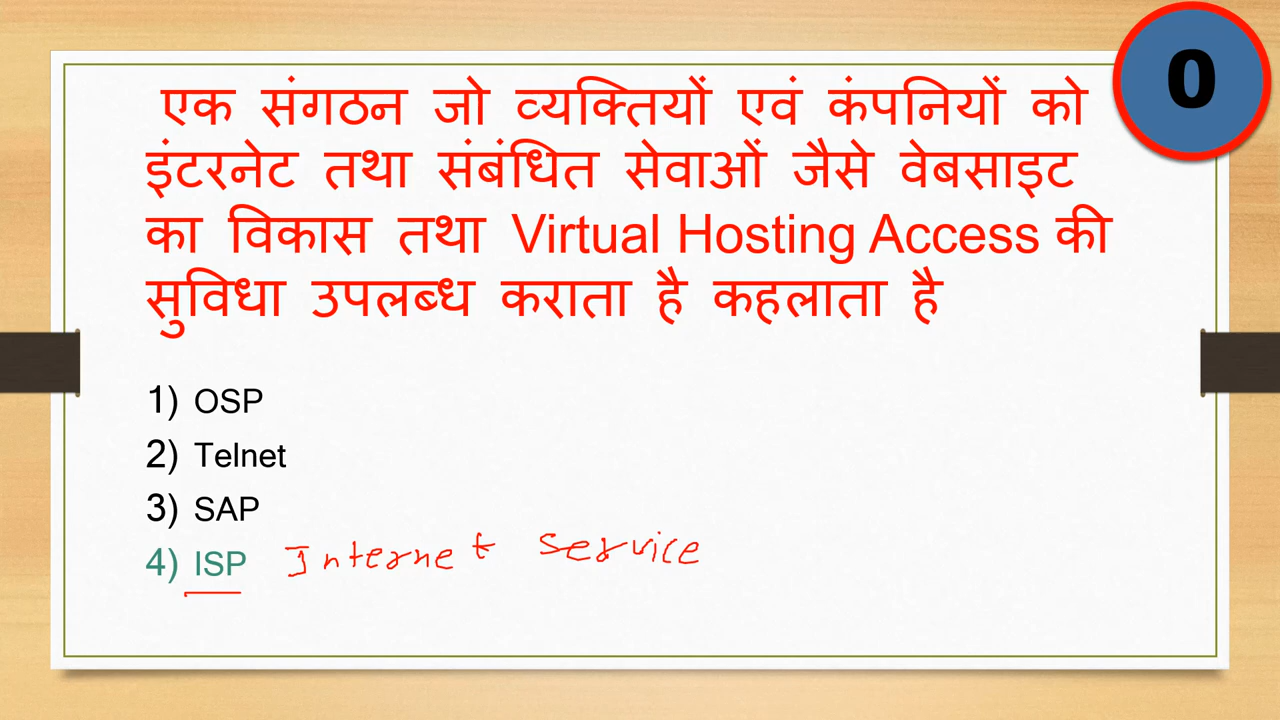 0
एक संगठन जो व्यक्तियों एवं कंपनियों को
इंटरनेट तथा संबंधित सेवाओं जैसे वेबसाइट
का विकास तथा Virtual Hosting Access की
सुविधा उपलब्ध कराता है कहलाता है
1) OSP
2) Telnet
3) SAP
4) ISP Internet Service